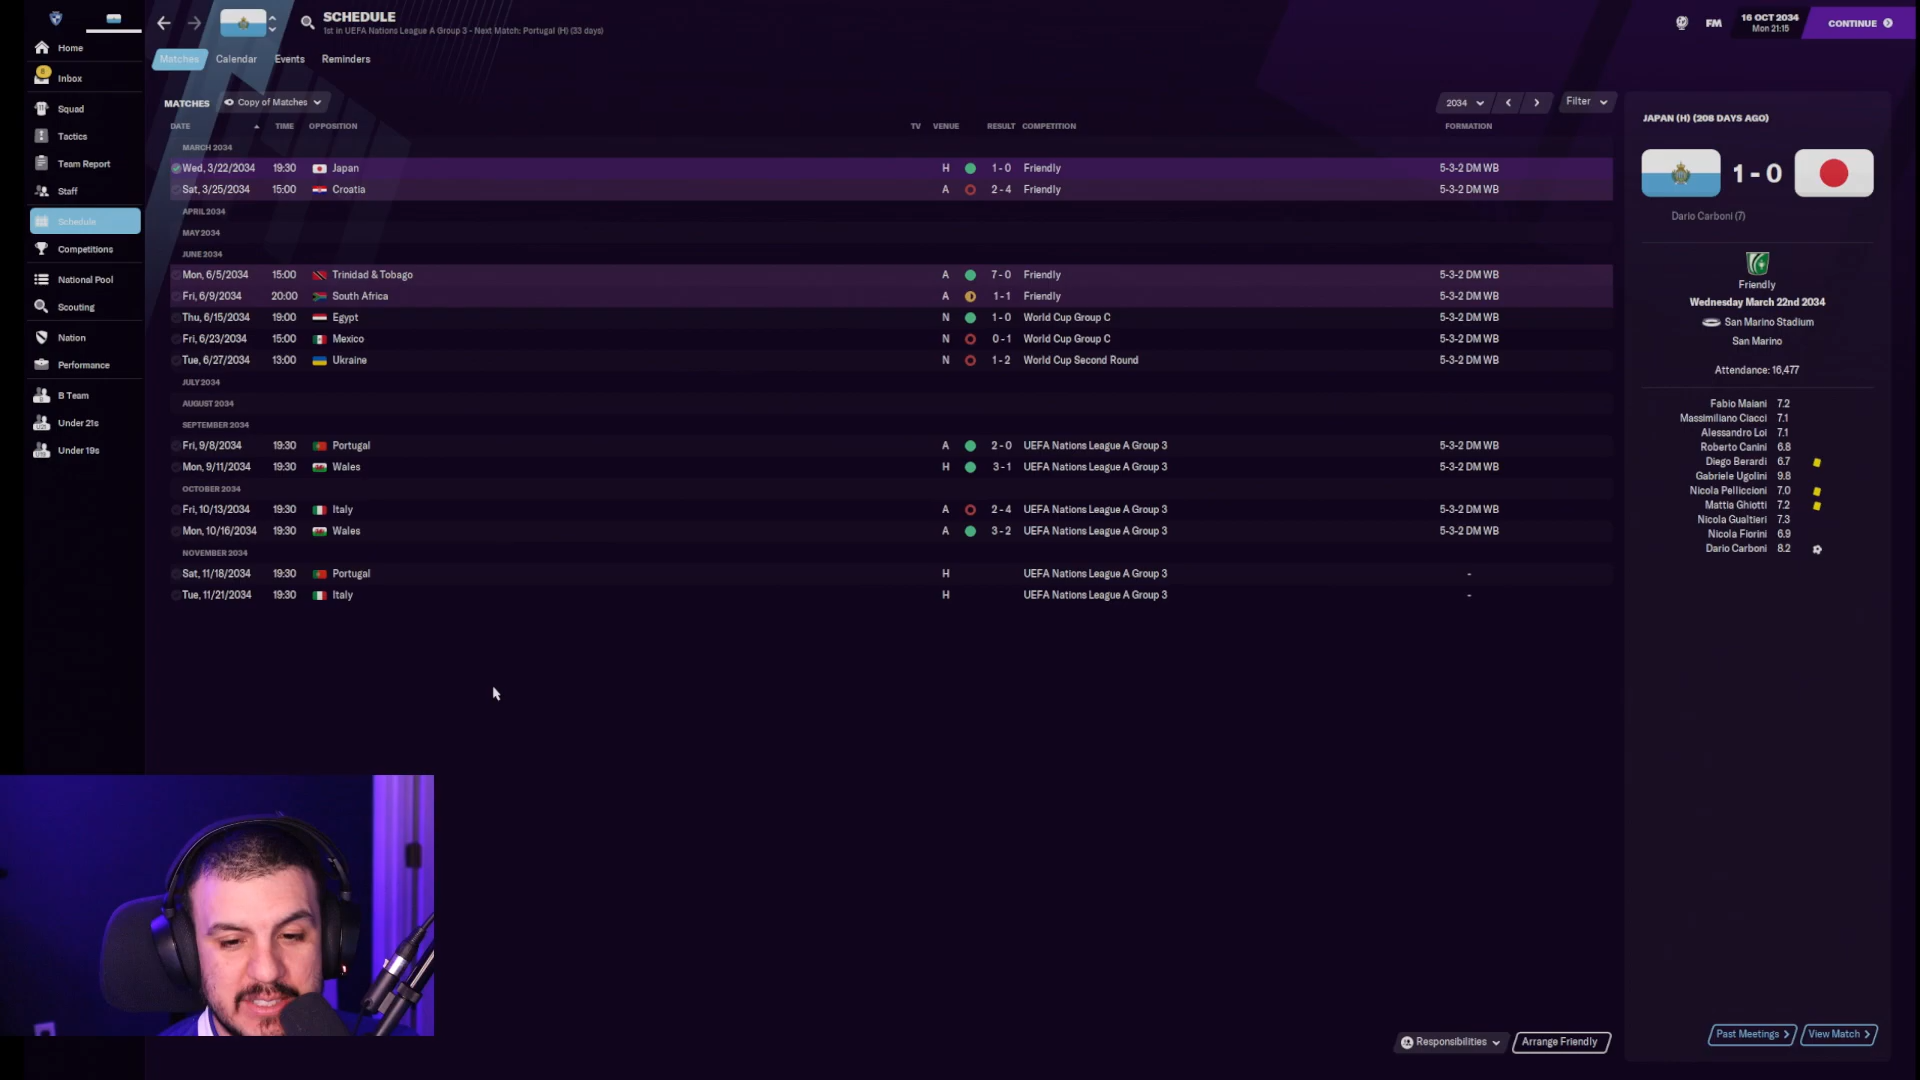 SCHEDULE
1st in UEFA Nations League A Group 3 - Next Match: Portugal (H) (33 days)
FM
16 OCT 2034
Mon 21:15
CONTINUE
Home
8
Inbox
Squad
Tactics
Team Report
Staff
Schedule
Competitions
National Pool
Scouting
Nation
Performance
B Team
Under 21s
Under 19s
Matches Calendar Events Reminders
MATCHES Copy of Matches 2034 Filter
DATE TIME OPPOSITION TV VENUE RESULT COMPETITION FORMATION
MARCH 2034
Wed, 3/22/2034 19:30 Japan H 1-0 Friendly 5-3-2 DM WB
Sat, 3/25/2034 15:00 Croatia A 2-4 Friendly 5-3-2 DM WB
APRIL 2034
MAY 2034
JUNE 2034
Mon, 6/5/2034 15:00 Trinidad & Tobago A 7-0 Friendly 5-3-2 DM WB
Fri, 6/9/2034 20:00 South Africa A 1-1 Friendly 5-3-2 DM WB
Thu, 6/15/2034 19:00 Egypt N 1-0 World Cup Group C 5-3-2 DM WB
Fri, 6/23/2034 15:00 Mexico N 0-1 World Cup Group C 5-3-2 DM WB
Tue, 6/27/2034 13:00 Ukraine N 1-2 World Cup Second Round 5-3-2 DM WB
JULY 2034
AUGUST 2034
SEPTEMBER 2034
Fri, 9/8/2034 19:30 Portugal A 2-0 UEFA Nations League A Group 3 5-3-2 DM WB
Mon, 9/11/2034 19:30 Wales H 3-1 UEFA Nations League A Group 3 5-3-2 DM WB
OCTOBER 2034
Fri, 10/13/2034 19:30 Italy A 2-4 UEFA Nations League A Group 3 5-3-2 DM WB
Mon, 10/16/2034 19:30 Wales A 3-2 UEFA Nations League A Group 3 5-3-2 DM WB
NOVEMBER 2034
Sat, 11/18/2034 19:30 Portugal H UEFA Nations League A Group 3 -
Tue, 11/21/2034 19:30 Italy H UEFA Nations League A Group 3 -
Responsibilities Arrange Friendly
JAPAN (H) (208 DAYS AGO)
1 - 0
Dario Carboni (7)
Friendly
Wednesday March 22nd 2034
San Marino Stadium
San Marino
Attendance: 16,477
Fabio Maiani 7.2
Massimiliano Ciacci 7.1
Alessandro Loi 7.1
Roberto Canini 6.8
Diego Berardi 6.7
Gabriele Ugolini 9.8
Nicola Pelliccioni 7.0
Mattia Ghiotti 7.2
Nicola Gualtieri 7.3
Nicola Fiorini 6.9
Dario Carboni 8.2
Past Meetings View Match